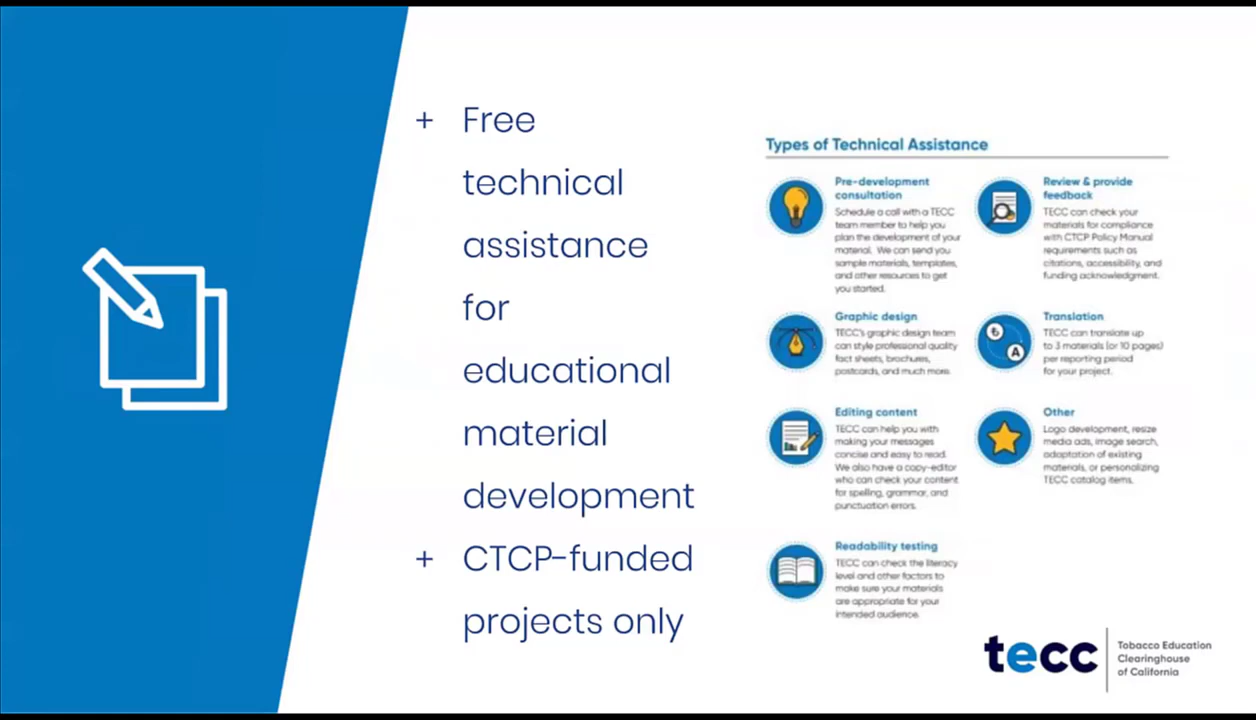 + Free
technical
assistance
for
educational
material
development
+ CTCP-funded
projects only
Types of Technical Assistance
Pre-development
consultation
Schedule a call with a TECC
team member to help you
plan the development of your
material. We can send you
sample materials, templates,
and other resources to get
you started.
Review & provide
feedback
TECC can check your
materials for compliance
with CTCP Policy Manual
requirements such as
citations, accessibility, and
funding acknowledgment.
Graphic design
TECC's graphic design team
can style professional quality
fact sheets, brochures,
postcards, and much more.
Translation
TECC can translate up
to 3 materials (or 10 pages)
per reporting period
for your project.
Editing content
TECC can help you with
making your messages
concise and easy to read.
We also have a copy-editor
who can check your content
for spelling, grammar, and
punctuation errors.
Other
Logo development, resize
media ads, image search,
adaptation of existing
materials, or personalizing
TECC catalog items.
Readability testing
TECC can check the literacy
level and other factors to
make sure your materials
are appropriate for your
intended audience.
A
tecc
Tobacco Education
Clearinghouse
of California